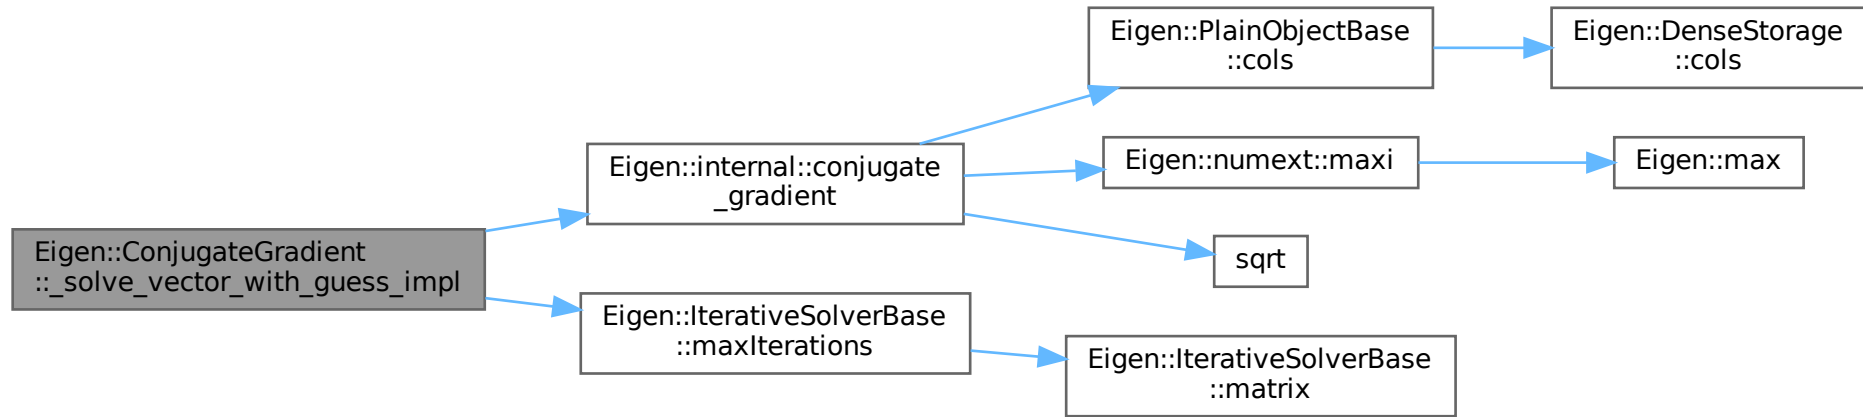 Eigen::ConjugateGradient
::_solve_vector_with_guess_impl
Eigen::internal::conjugate
_gradient
Eigen::PlainObjectBase
::cols
Eigen::DenseStorage
::cols
Eigen::numext::maxi
Eigen::max
sqrt
Eigen::IterativeSolverBase
::maxIterations
Eigen::IterativeSolverBase
::matrix